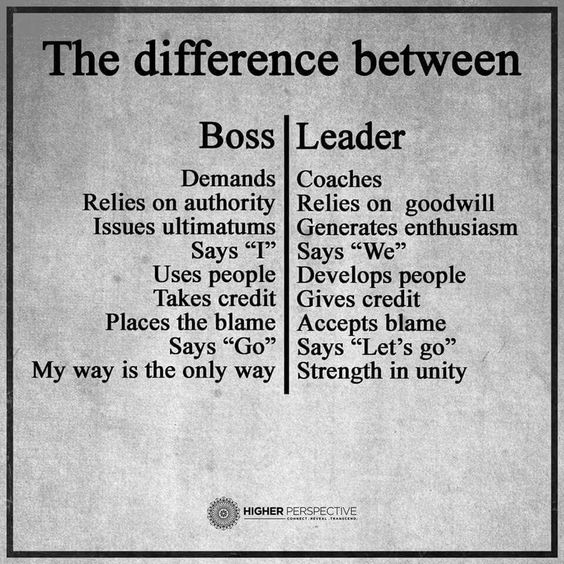 The difference between
Boss | Leader
Demands | Coaches
Relies on authority | Relies on goodwill
Issues ultimatums | Generates enthusiasm
Says “I” | Says “We”
Uses people | Develops people
Takes credit | Gives credit
Places the blame | Accepts blame
Says “Go” | Says “Let’s go”
My way is the only way | Strength in unity
HIGHER PERSPECTIVE
CONNECT . REVEAL . TRANSCEND.